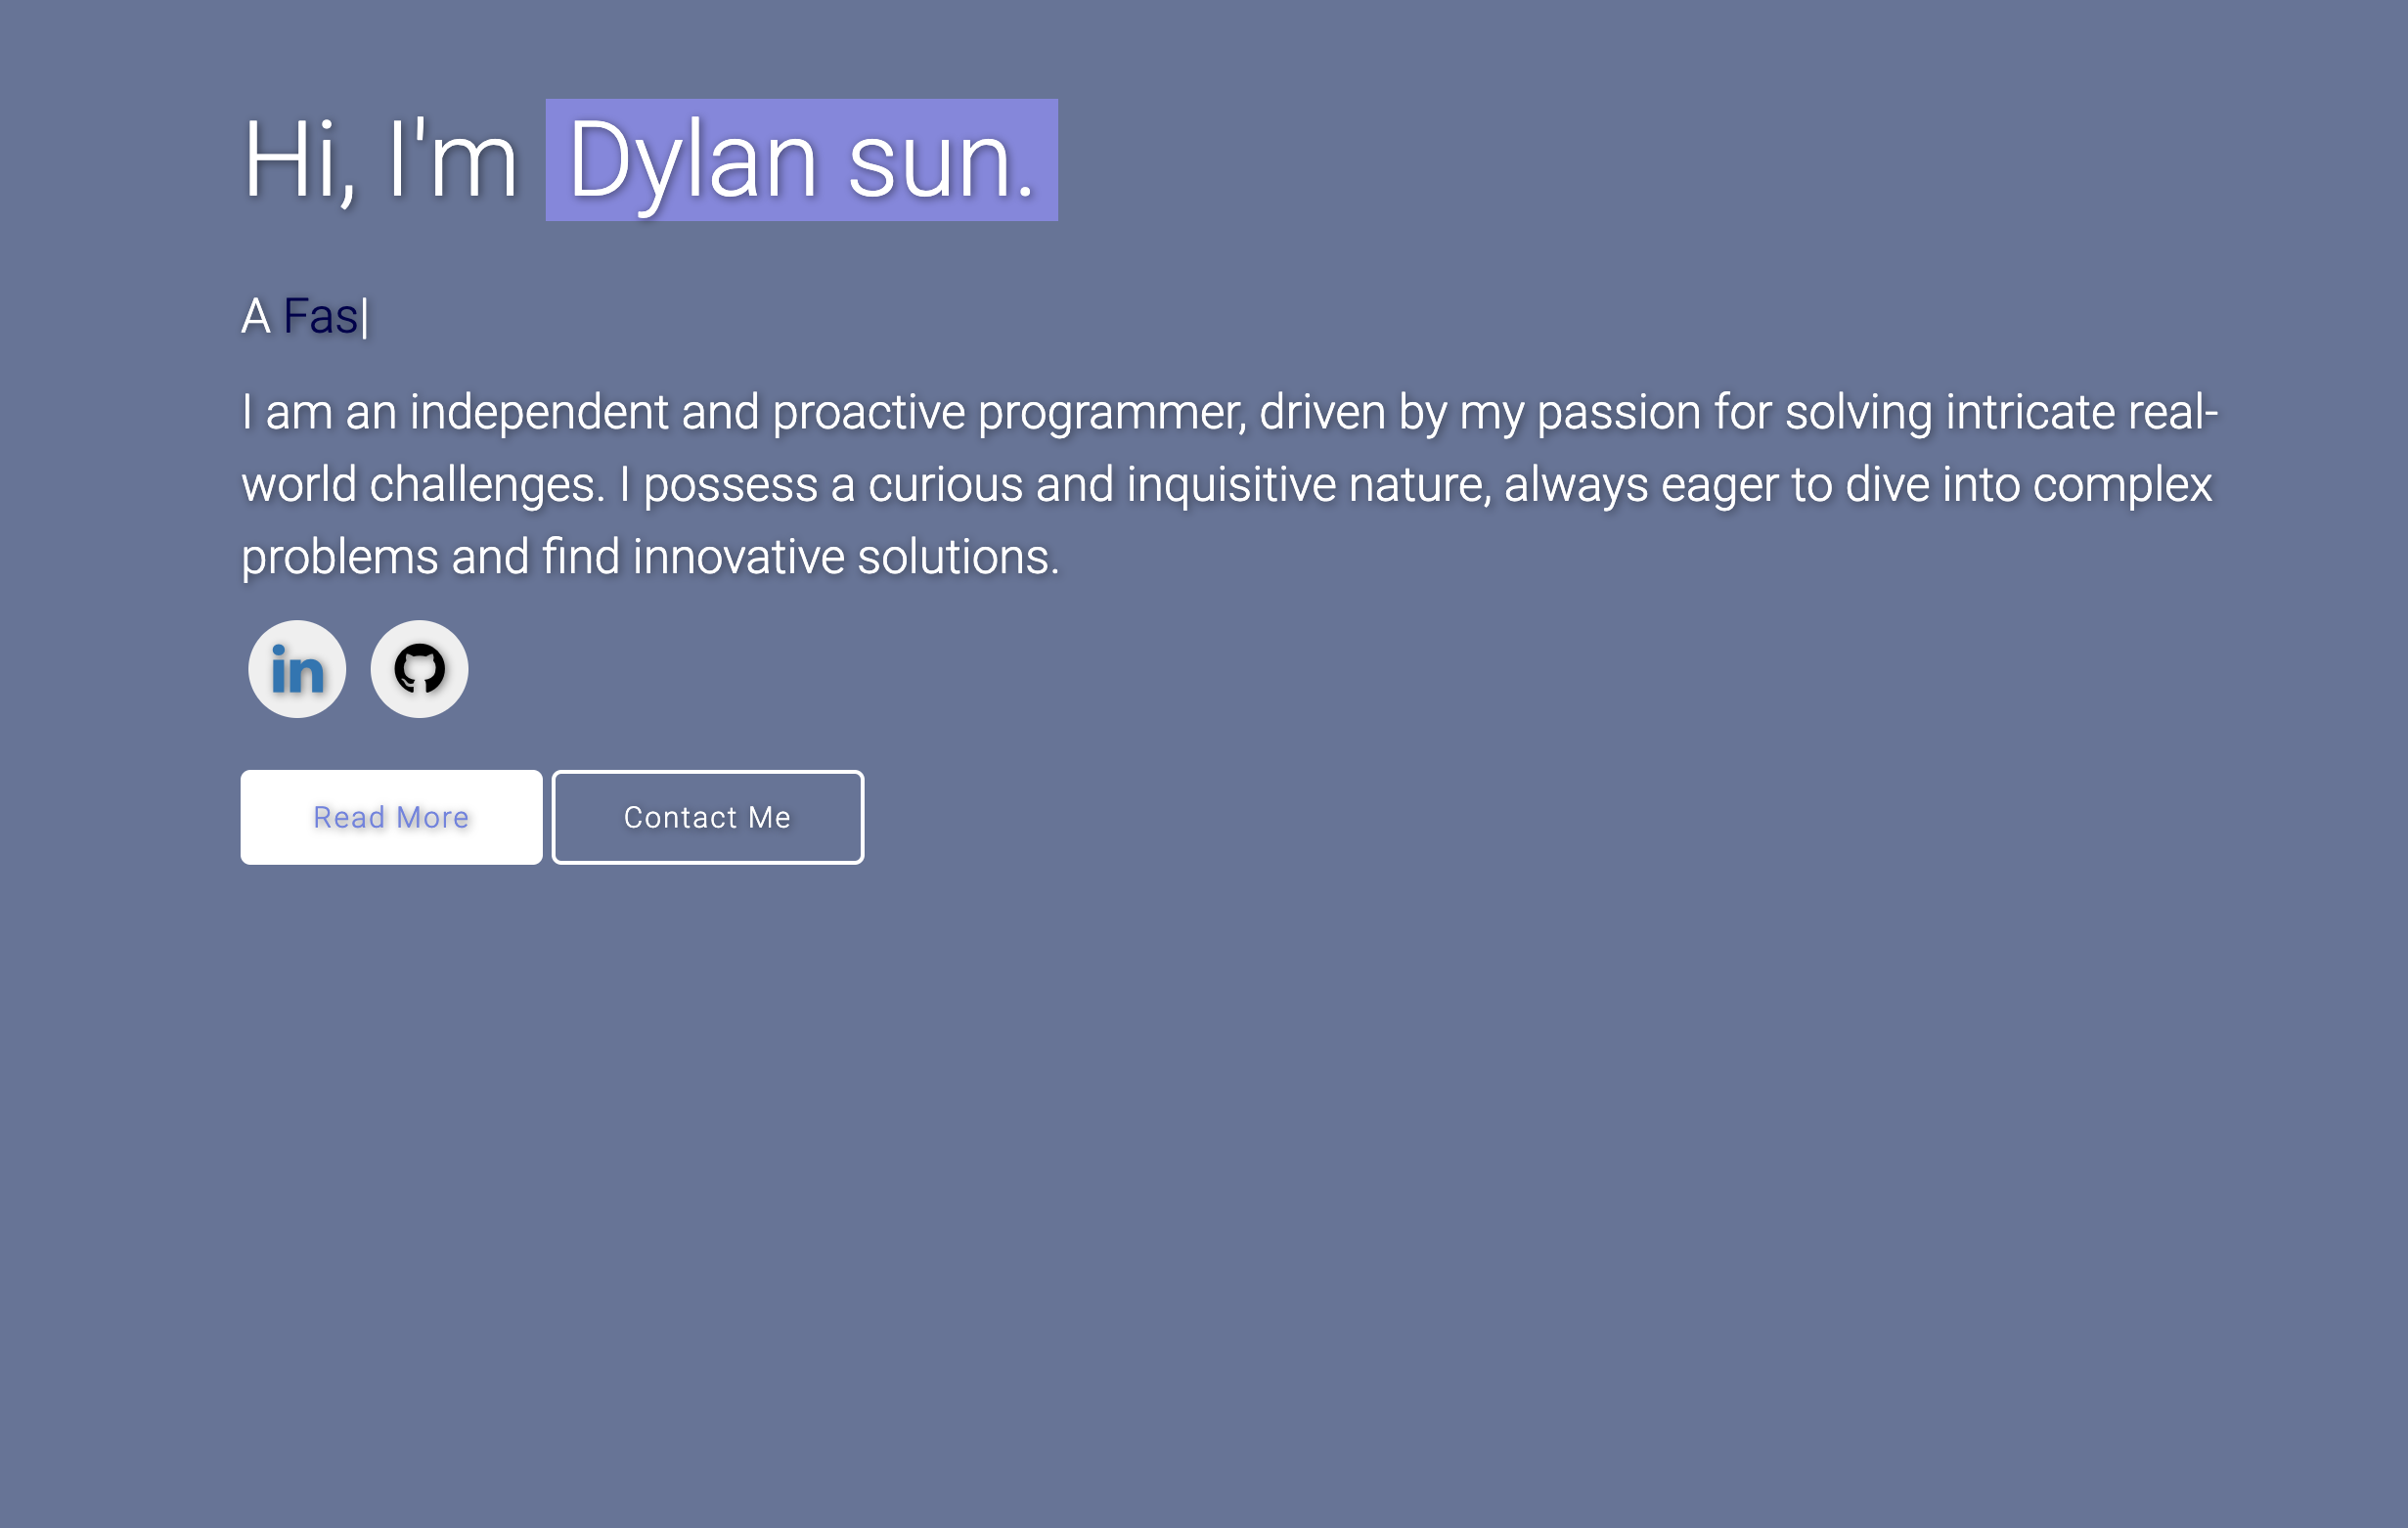 Hi, I'm Dylan sun.
A Fas|
I am an independent and proactive programmer, driven by my passion for solving intricate real-
world challenges. I possess a curious and inquisitive nature, always eager to dive into complex
problems and find innovative solutions.
in
Read More Contact Me